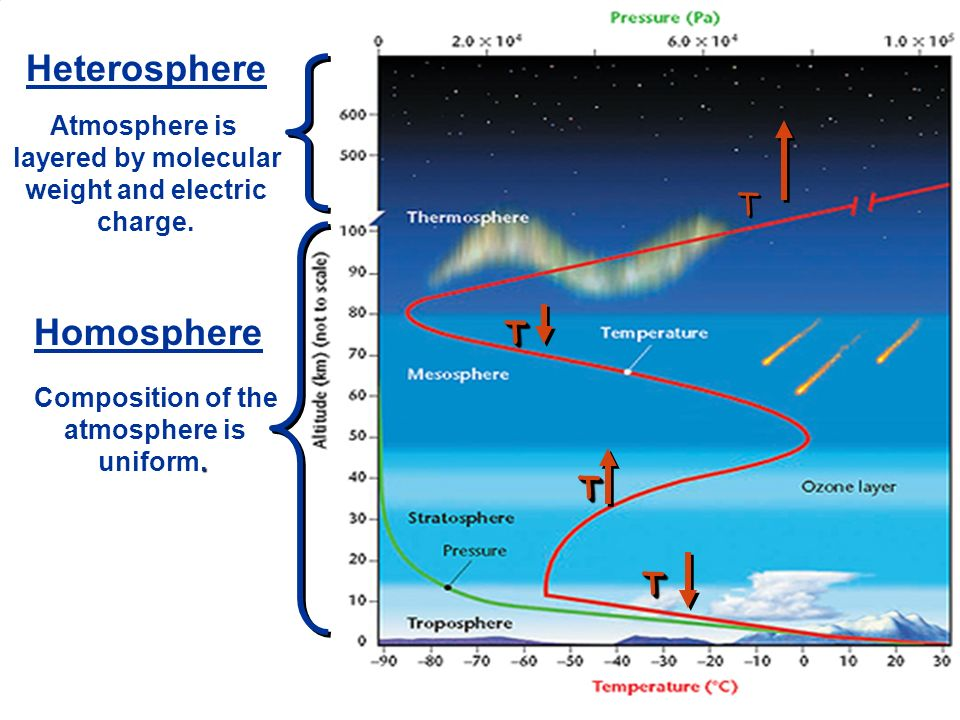 Pressure (Pa)
0 2.0 × 10⁴ 6.0 × 10⁴ 1.0 × 10⁵
Heterosphere
Atmosphere is
layered by molecular
weight and electric
charge.
600
500
T
Thermosphere
100
90
80
T
Temperature
Homosphere
70
Mesosphere
60
Composition of the
atmosphere is
uniform.
Altitude (km) (not to scale)
50
40
T
Ozone layer
30
Stratosphere
Pressure
20
T
10
Troposphere
0
–90 –80 –70 –60 –50 –40 –30 –20 –10 0 10 20 30
Temperature (°C)